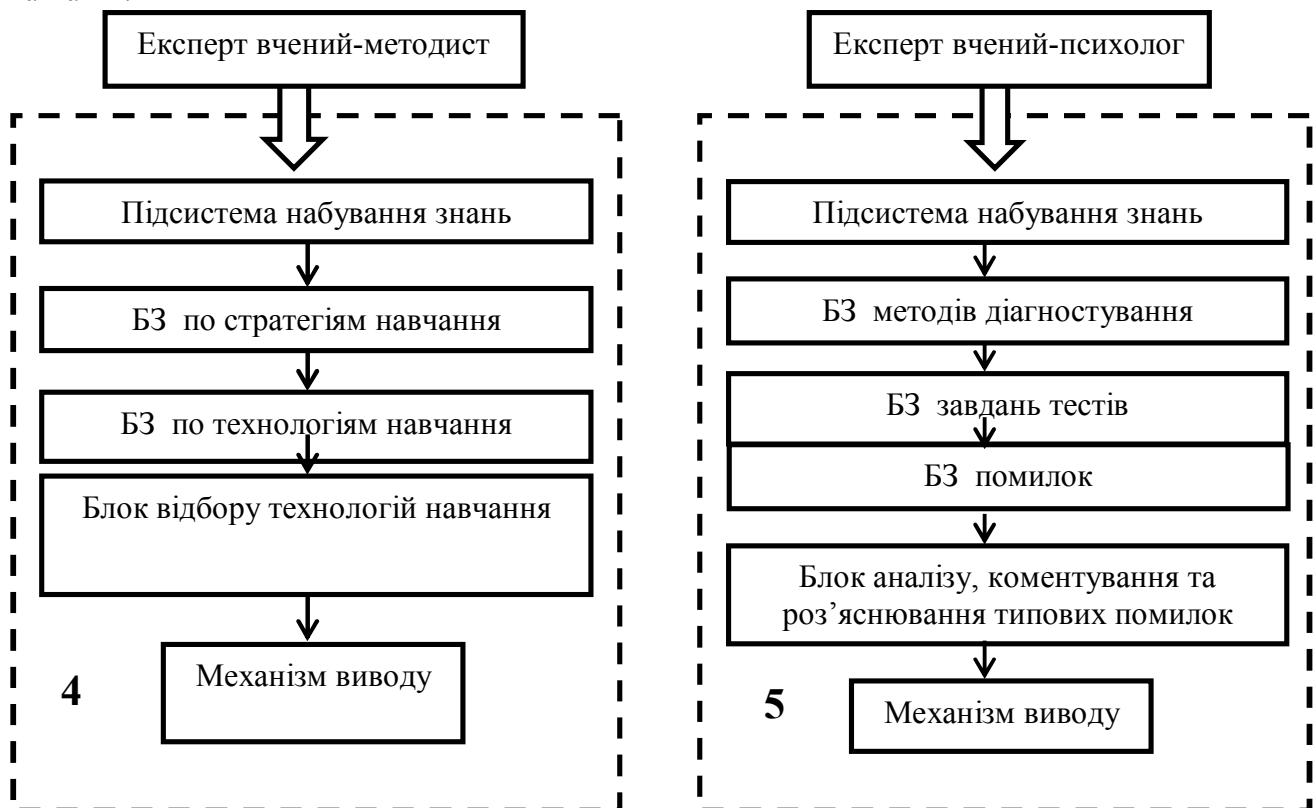 Експерт вчений-методист
Підсистема набування знань
БЗ по стратегіям навчання
БЗ по технологіям навчання
Блок відбору технологій навчання
Механізм виводу
4
Експерт вчений-психолог
Підсистема набування знань
БЗ методів діагностування
БЗ завдань тестів
БЗ помилок
Блок аналізу, коментування та
роз’яснювання типових помилок
Механізм виводу
5